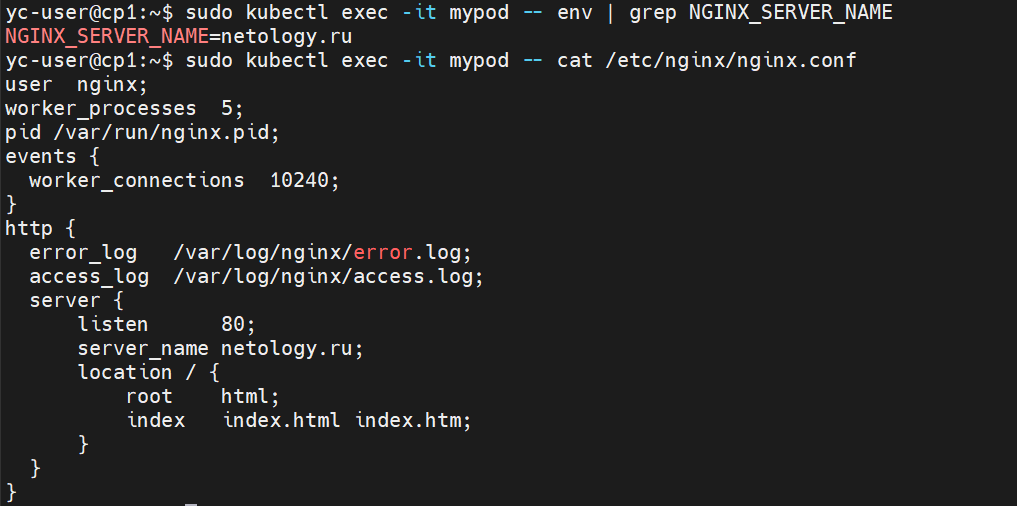 yc-user@cp1:~$ sudo kubectl exec -it mypod -- env | grep NGINX_SERVER_NAME
NGINX_SERVER_NAME=netology.ru
yc-user@cp1:~$ sudo kubectl exec -it mypod -- cat /etc/nginx/nginx.conf
user  nginx;
worker_processes  5;
pid /var/run/nginx.pid;
events {
  worker_connections  10240;
}
http {
  error_log   /var/log/nginx/error.log;
  access_log  /var/log/nginx/access.log;
  server {
      listen      80;
      server_name netology.ru;
      location / {
          root    html;
          index   index.html index.htm;
      }
  }
}